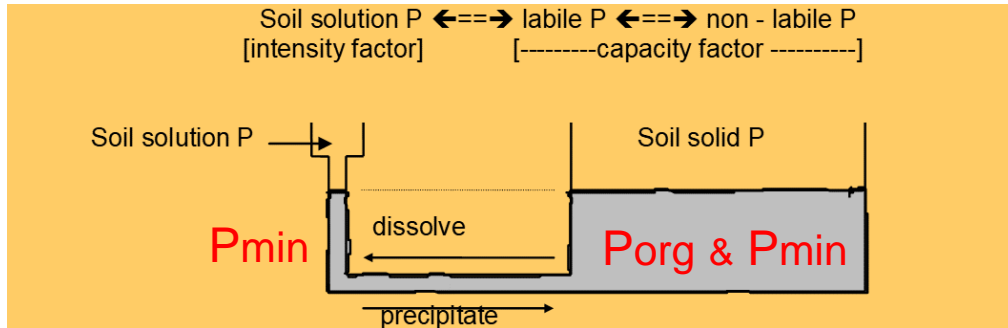 Soil solution P 🡸==🡺 labile P 🡸==🡺 non - labile P
[intensity factor] [---------capacity factor ----------]
Soil solution P
Soil solid P
dissolve
Pmin
Porg & Pmin
precipitate